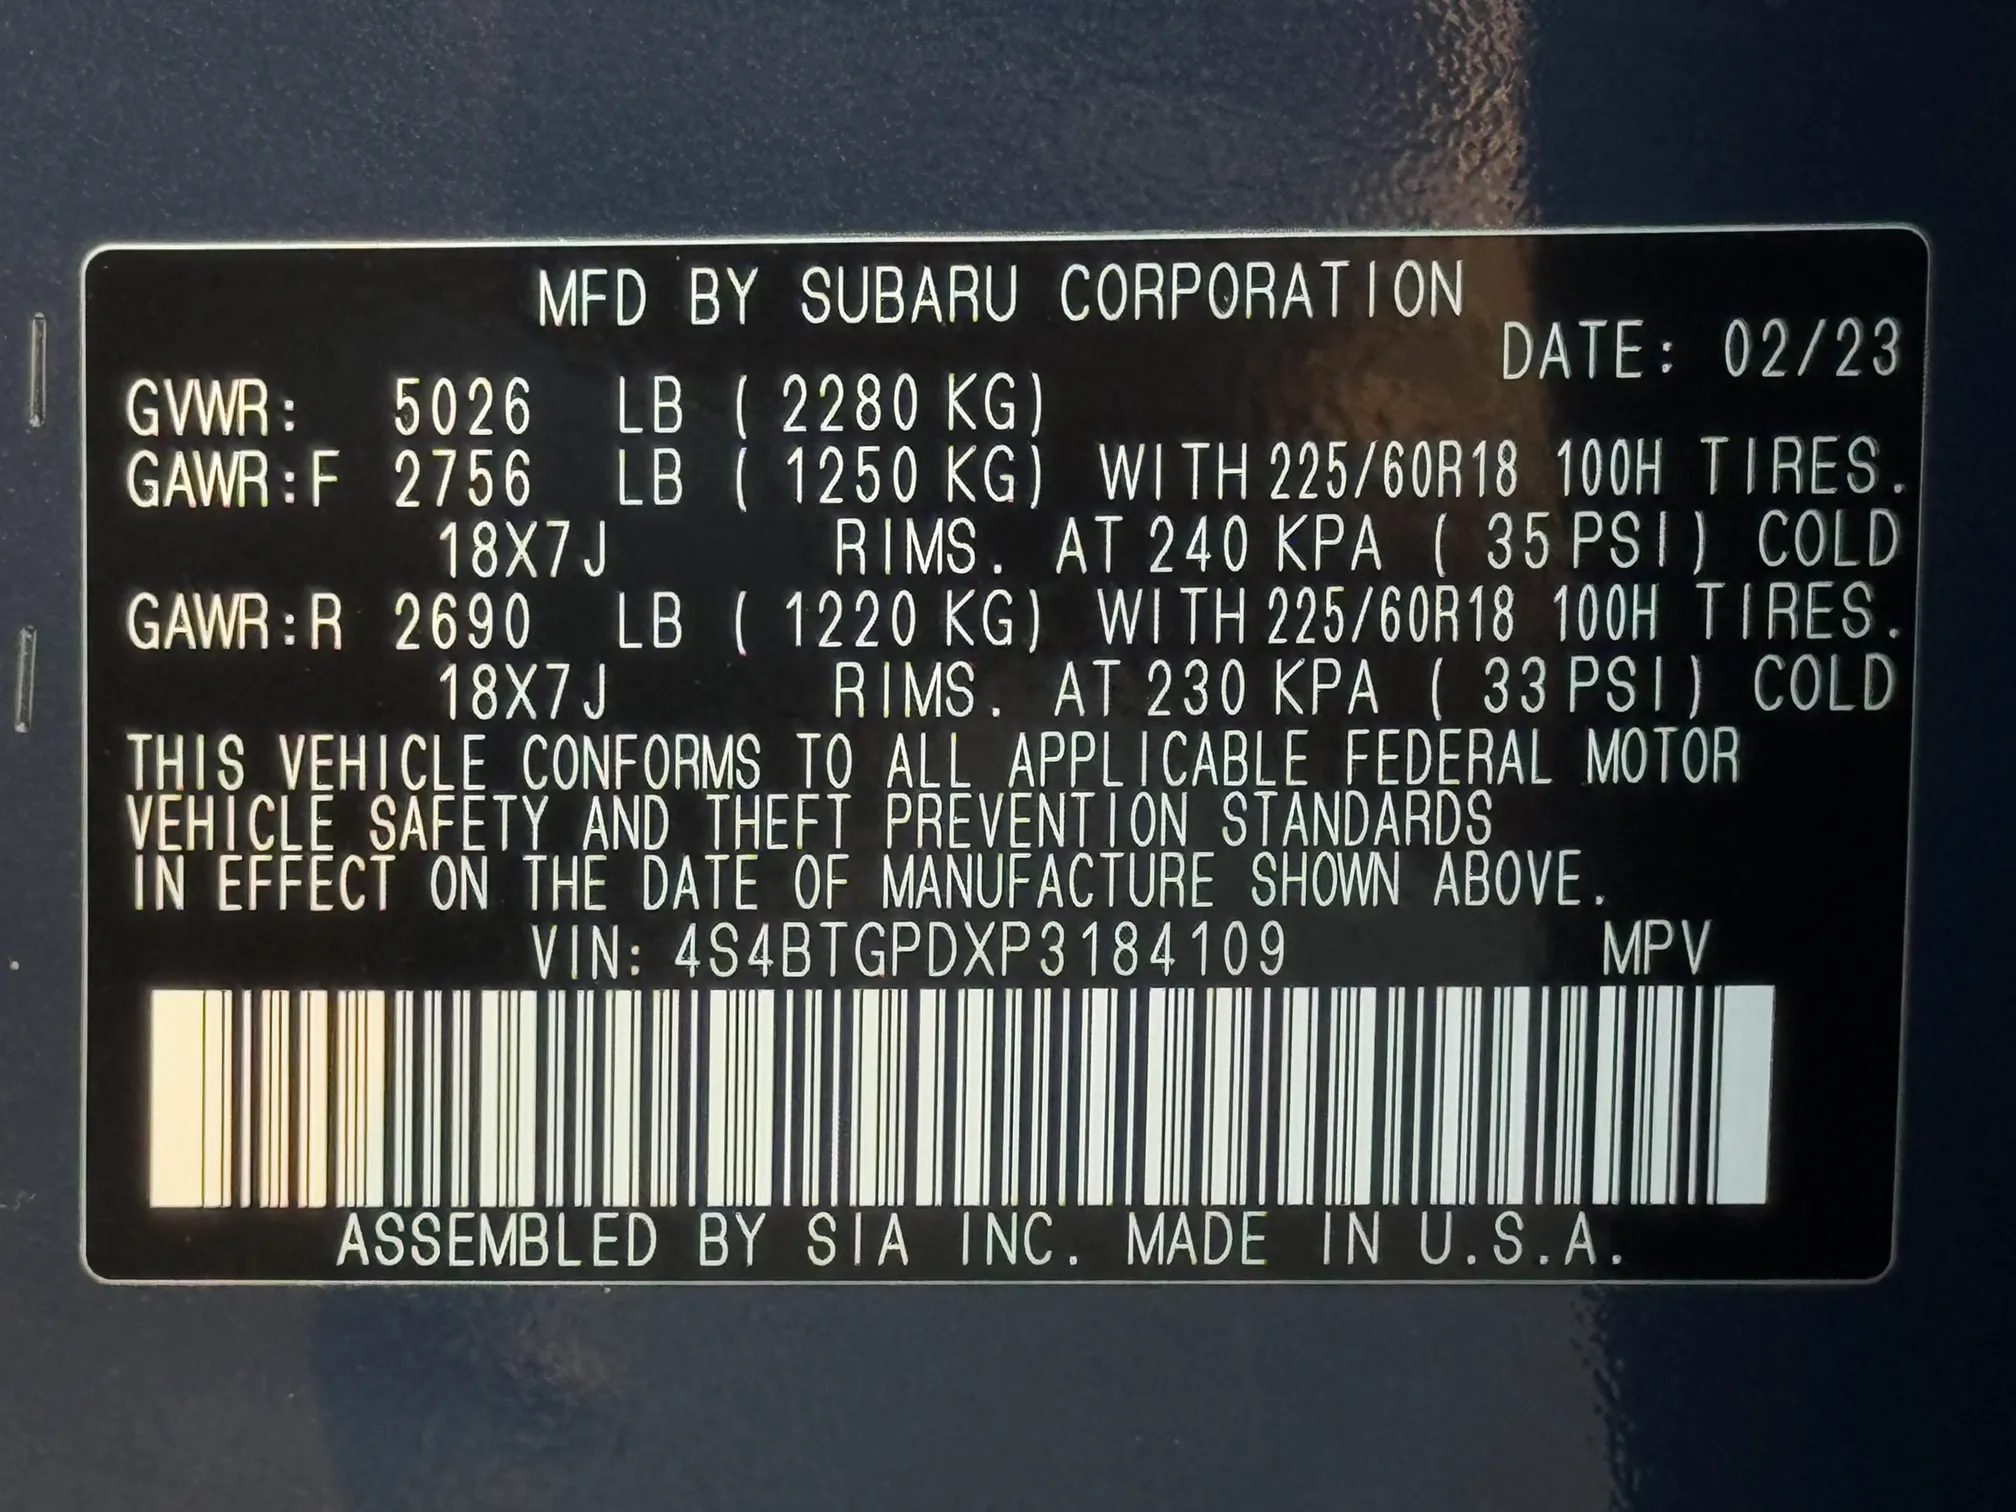 MFD BY SUBARU CORPORATION
DATE: 02/23
GVWR: 5026 LB ( 2280 KG)
GAWR:F 2756 LB ( 1250 KG) WITH 225/60R18 100H TIRES.
18X7J RIMS. AT 240 KPA ( 35 PSI) COLD
GAWR:R 2690 LB ( 1220 KG) WITH 225/60R18 100H TIRES.
18X7J RIMS. AT 230 KPA ( 33 PSI) COLD
THIS VEHICLE CONFORMS TO ALL APPLICABLE FEDERAL MOTOR
VEHICLE SAFETY AND THEFT PREVENTION STANDARDS
IN EFFECT ON THE DATE OF MANUFACTURE SHOWN ABOVE.
VIN: 4S4BTGPDXP3184109 MPV
ASSEMBLED BY SIA INC. MADE IN U.S.A.